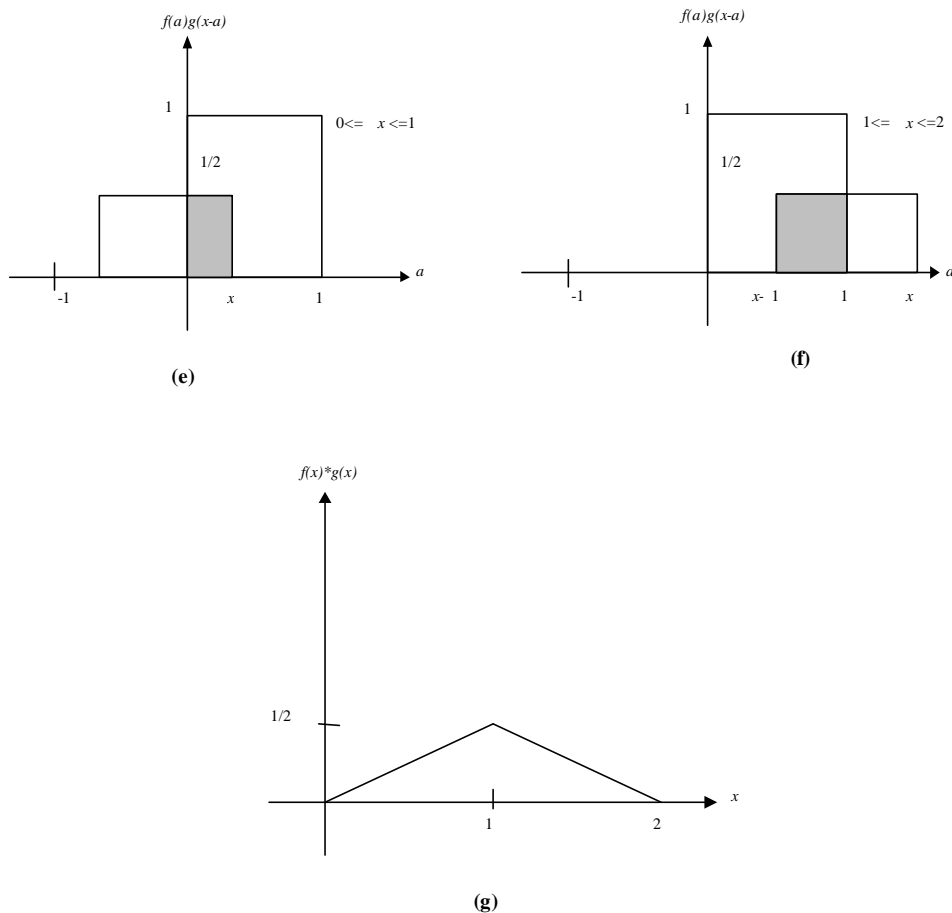 f(a)g(x-a)
1
0<= x <=1
1/2
a
-1
x
1
(e)
f(a)g(x-a)
1
1<= x <=2
1/2
a
-1
x- 1
1
x
(f)
f(x)*g(x)
1/2
x
1
2
(g)